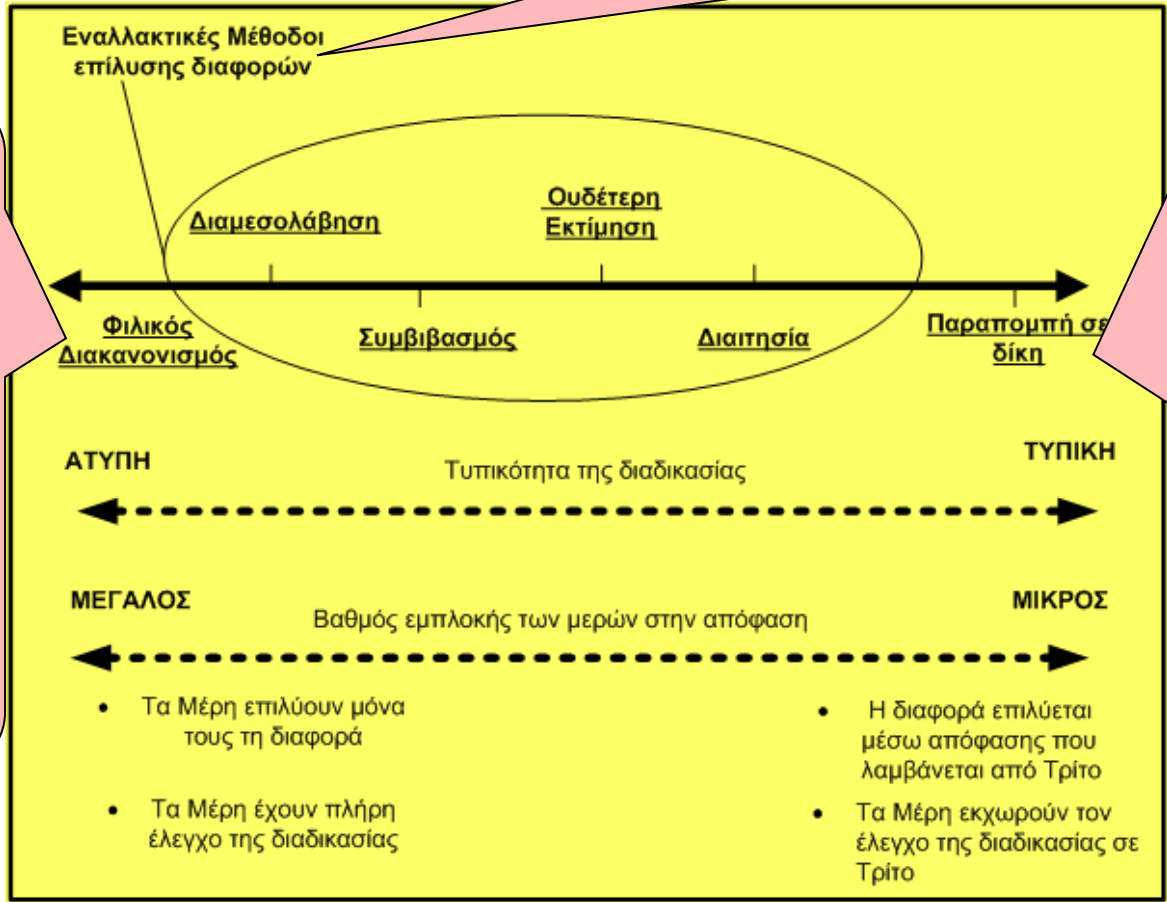 Εναλλακτικές Μέθοδοι
επίλυσης διαφορών
Διαμεσολάβηση
Ουδέτερη
Εκτίμηση
Φιλικός
Διακανονισμός
Συμβιβασμός
Διαιτησία
Παραπομπή σε
δίκη
ΑΤΥΠΗ
Τυπικότητα της διαδικασίας
ΤΥΠΙΚΗ
ΜΕΓΑΛΟΣ
Βαθμός εμπλοκής των μερών στην απόφαση
ΜΙΚΡΟΣ
• Τα Μέρη επιλύουν μόνα
τους τη διαφορά
• Τα Μέρη έχουν πλήρη
έλεγχο της διαδικασίας
• Η διαφορά επιλύεται
μέσω απόφασης που
λαμβάνεται από Τρίτο
• Τα Μέρη εκχωρούν τον
έλεγχο της διαδικασίας σε
Τρίτο